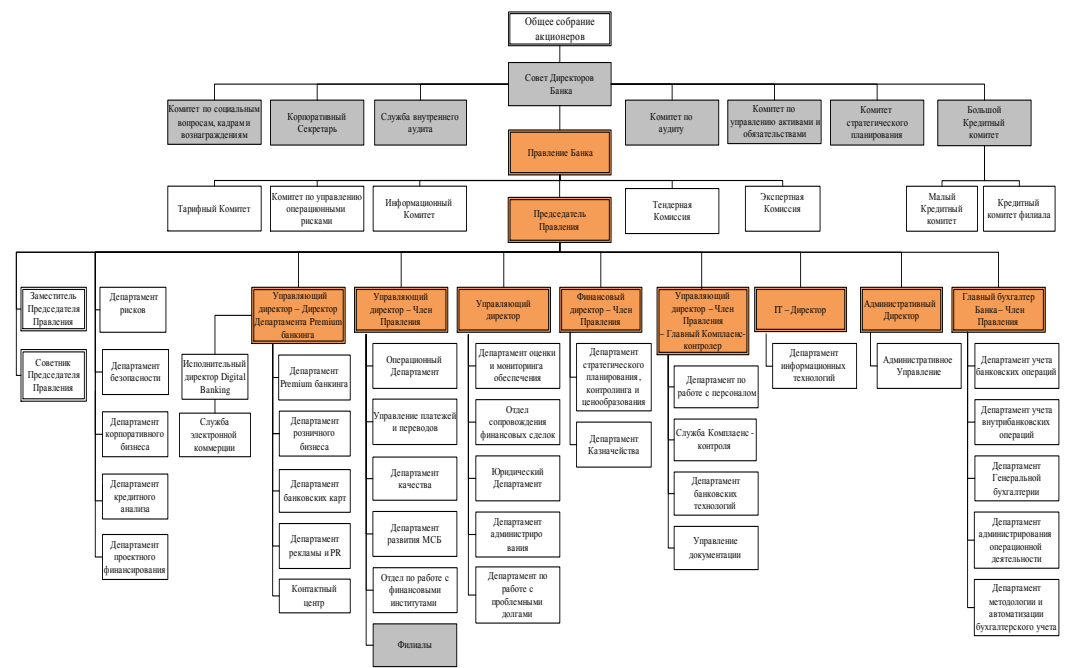 Общее собрание
акционеров
Совет Директоров
Банка
Комитет по социальным
вопросам, кадрам и
вознаграждениям
Корпоративный
Секретарь
Служба внутреннего
аудита
Комитет по
аудиту
Комитет по
управлению активами и
обязательствами
Комитет
стратегического
планирования
Большой
Кредитный
комитет
Правление Банка
Тарифный Комитет
Комитет по управлению
операционными
рисками
Информационный
Комитет
Тендерная
Комиссия
Экспертная
Комиссия
Малый
Кредитный
комитет
Кредитный
комитет филиала
Председатель
Правления
Заместитель
Председателя
Правления
Советник
Председателя
Правления
Департамент
рисков
Департамент
безопасности
Департамент
корпоративного
бизнеса
Департамент
кредитного
анализа
Департамент
проектного
финансирования
Управляющий
директор – Директор
Департамента Premium
банкинга
Исполнительный
директор Digital
Banking
Служба
электронной
коммерции
Департамент
Premium банкинга
Департамент
розничного
бизнеса
Департамент
банковских карт
Департамент
рекламы и PR
Контактный
центр
Управляющий
директор – Член
Правления
Операционный
Департамент
Управление платежей
и переводов
Департамент
качества
Департамент
развития МСБ
Отдел по работе с
финансовыми
институтами
Филиалы
Управляющий
директор
Департамент оценки
и мониторинга
обеспечения
Отдел
сопровождения
финансовых сделок
Юридический
Департамент
Департамент
администриро
вания
Департамент по
работе с
проблемными
долгами
Финансовый
директор – Член
Правления
Департамент
стратегического
планирования ,
контролинга и
ценообразования
Департамент
Казначейства
Управляющий
директор – Член
Правления
– Главный Комплаенс-
контролер
Департамент по
работе с персоналом
Служба Комплаенс -
контроля
Департамент
банковских
технологий
Управление
документации
IT – Директор
Департамент
информационных
технологий
Административный
Директор
Административное
Управление
Главный бухгалтер
Банка – Член
Правления
Департамент учета
банковских операций
Департамент учета
внутрибанковских
операций
Департамент
Генеральной
бухгалтерии
Департамент
администрирования
операционной
деятельности
Департамент
методологии и
автоматизации
бухгалтерского учета